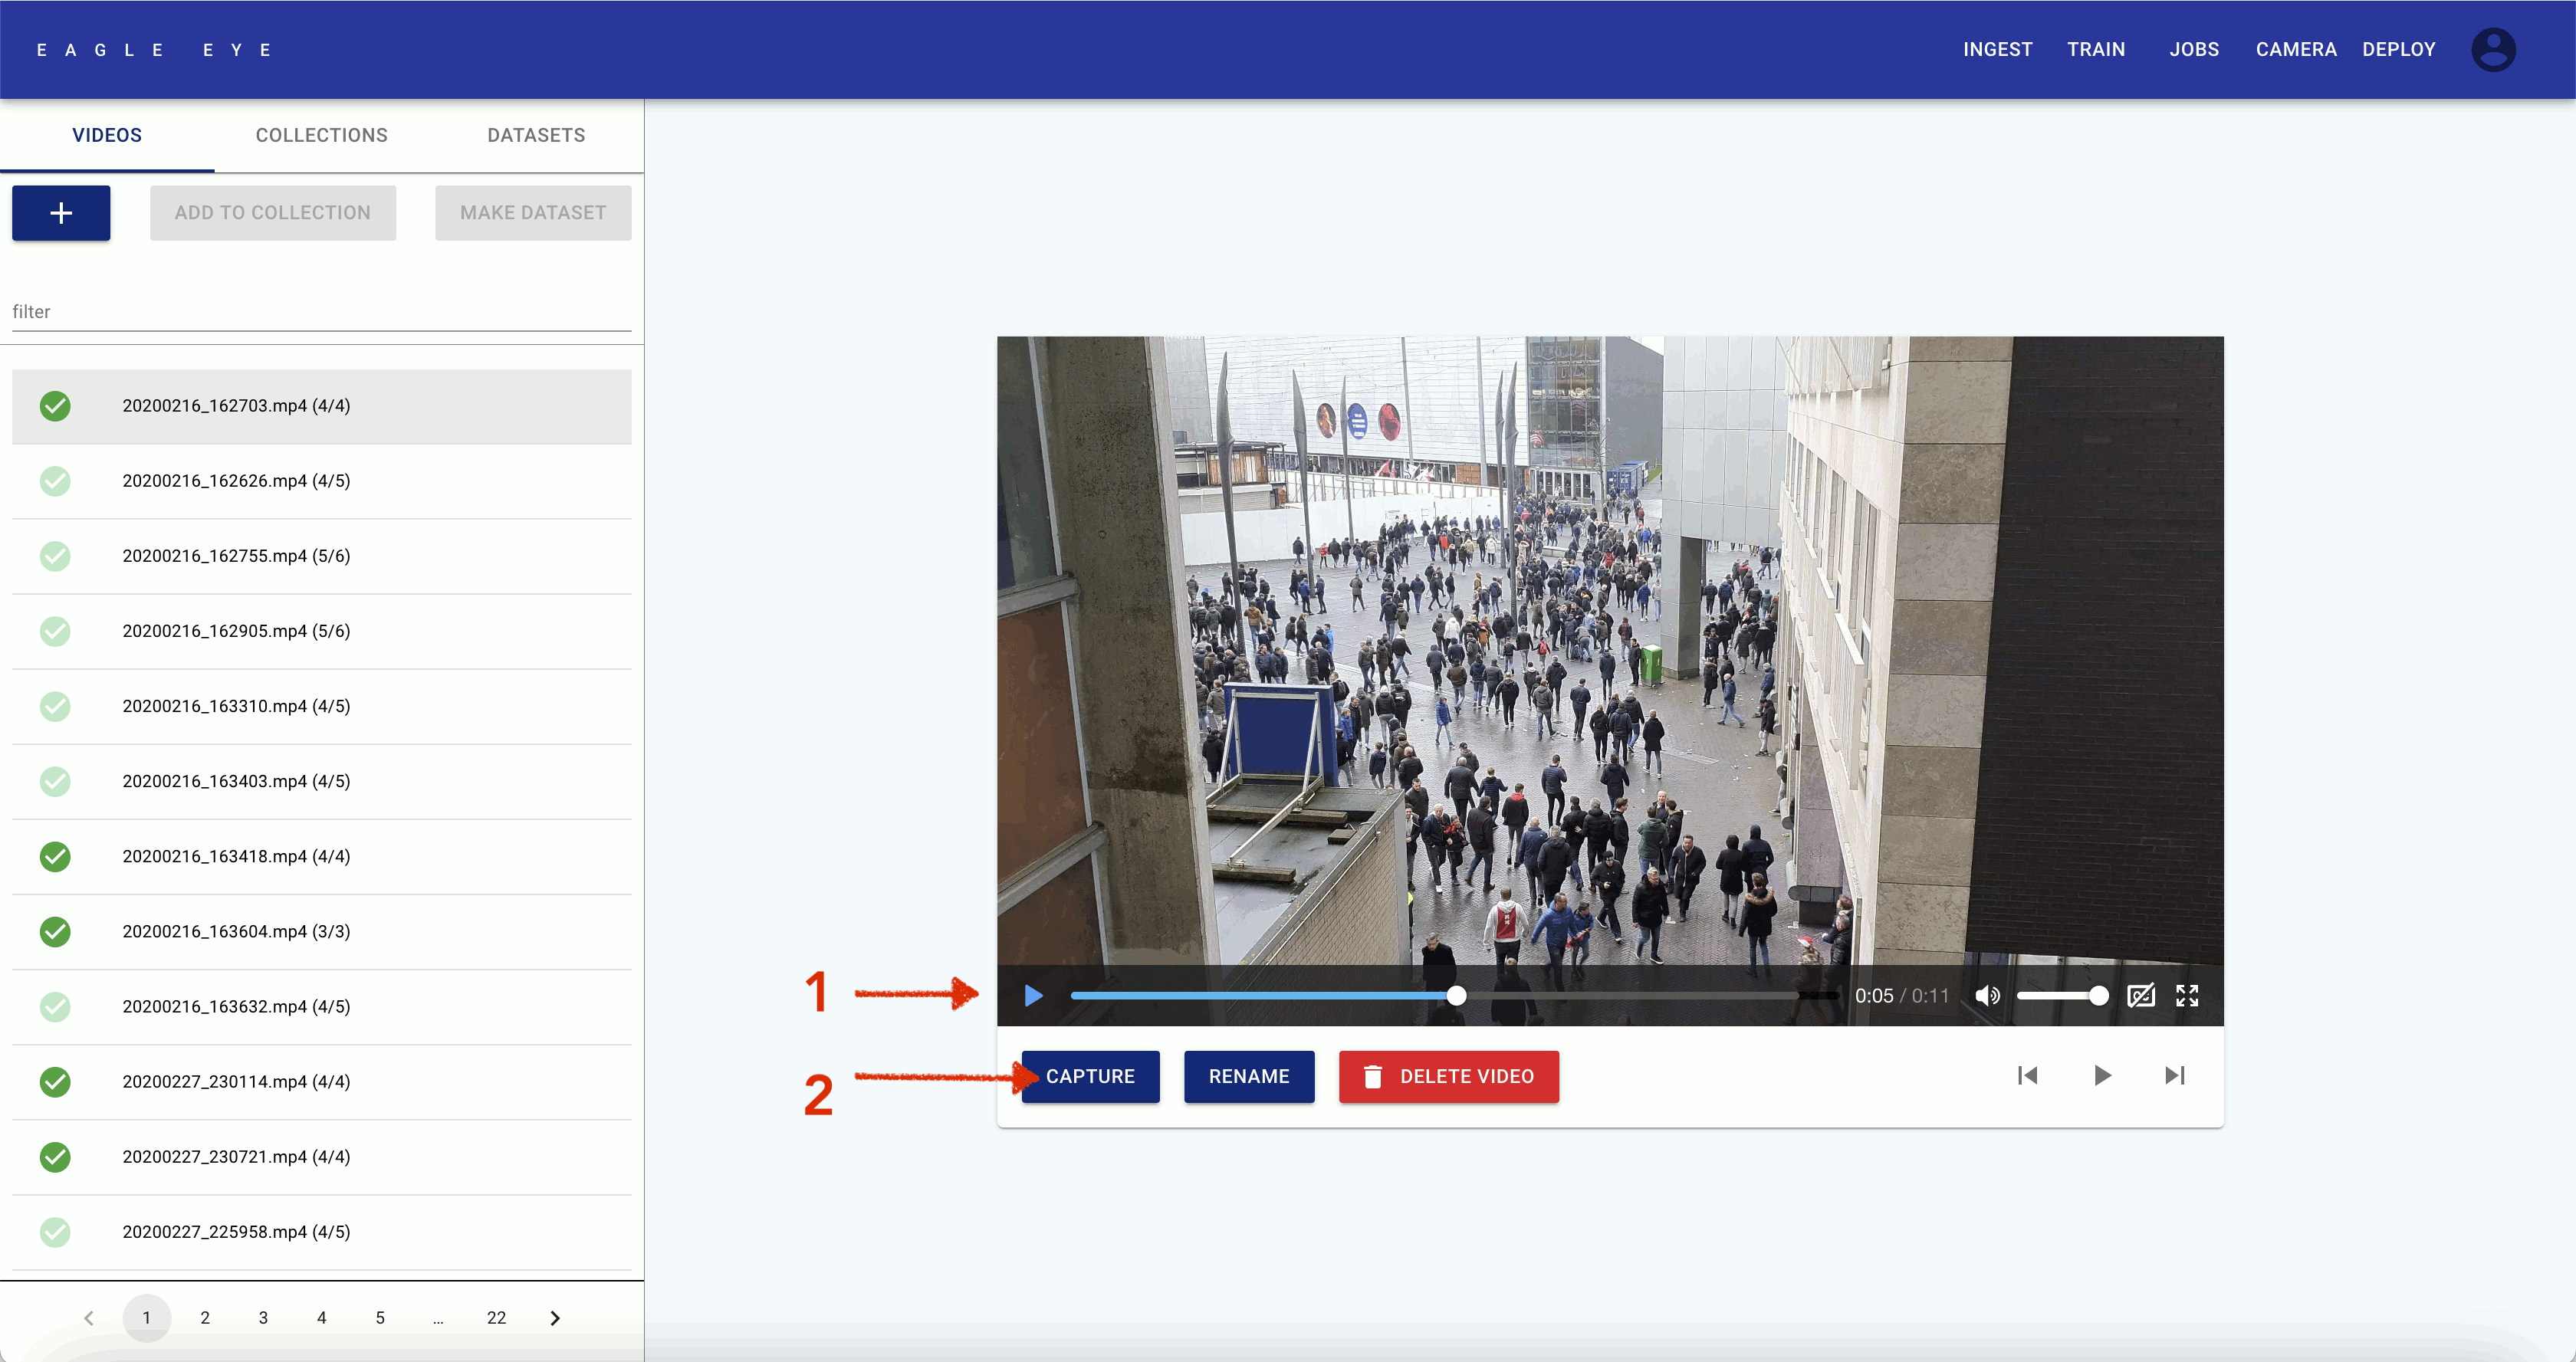 EAGLE EYE
INGEST TRAIN JOBS CAMERA DEPLOY
VIDEOS COLLECTIONS DATASETS
+ ADD TO COLLECTION MAKE DATASET
filter
20200216_162703.mp4 (4/4)
20200216_162626.mp4 (4/5)
20200216_162755.mp4 (5/6)
20200216_162905.mp4 (5/6)
20200216_163310.mp4 (4/5)
20200216_163403.mp4 (4/5)
20200216_163418.mp4 (4/4)
20200216_163604.mp4 (3/3)
20200216_163632.mp4 (4/5)
20200227_230114.mp4 (4/4)
20200227_230721.mp4 (4/4)
20200227_225958.mp4 (4/5)
1 2 3 4 5 ... 22
1
0:05 / 0:11
2
CAPTURE RENAME DELETE VIDEO